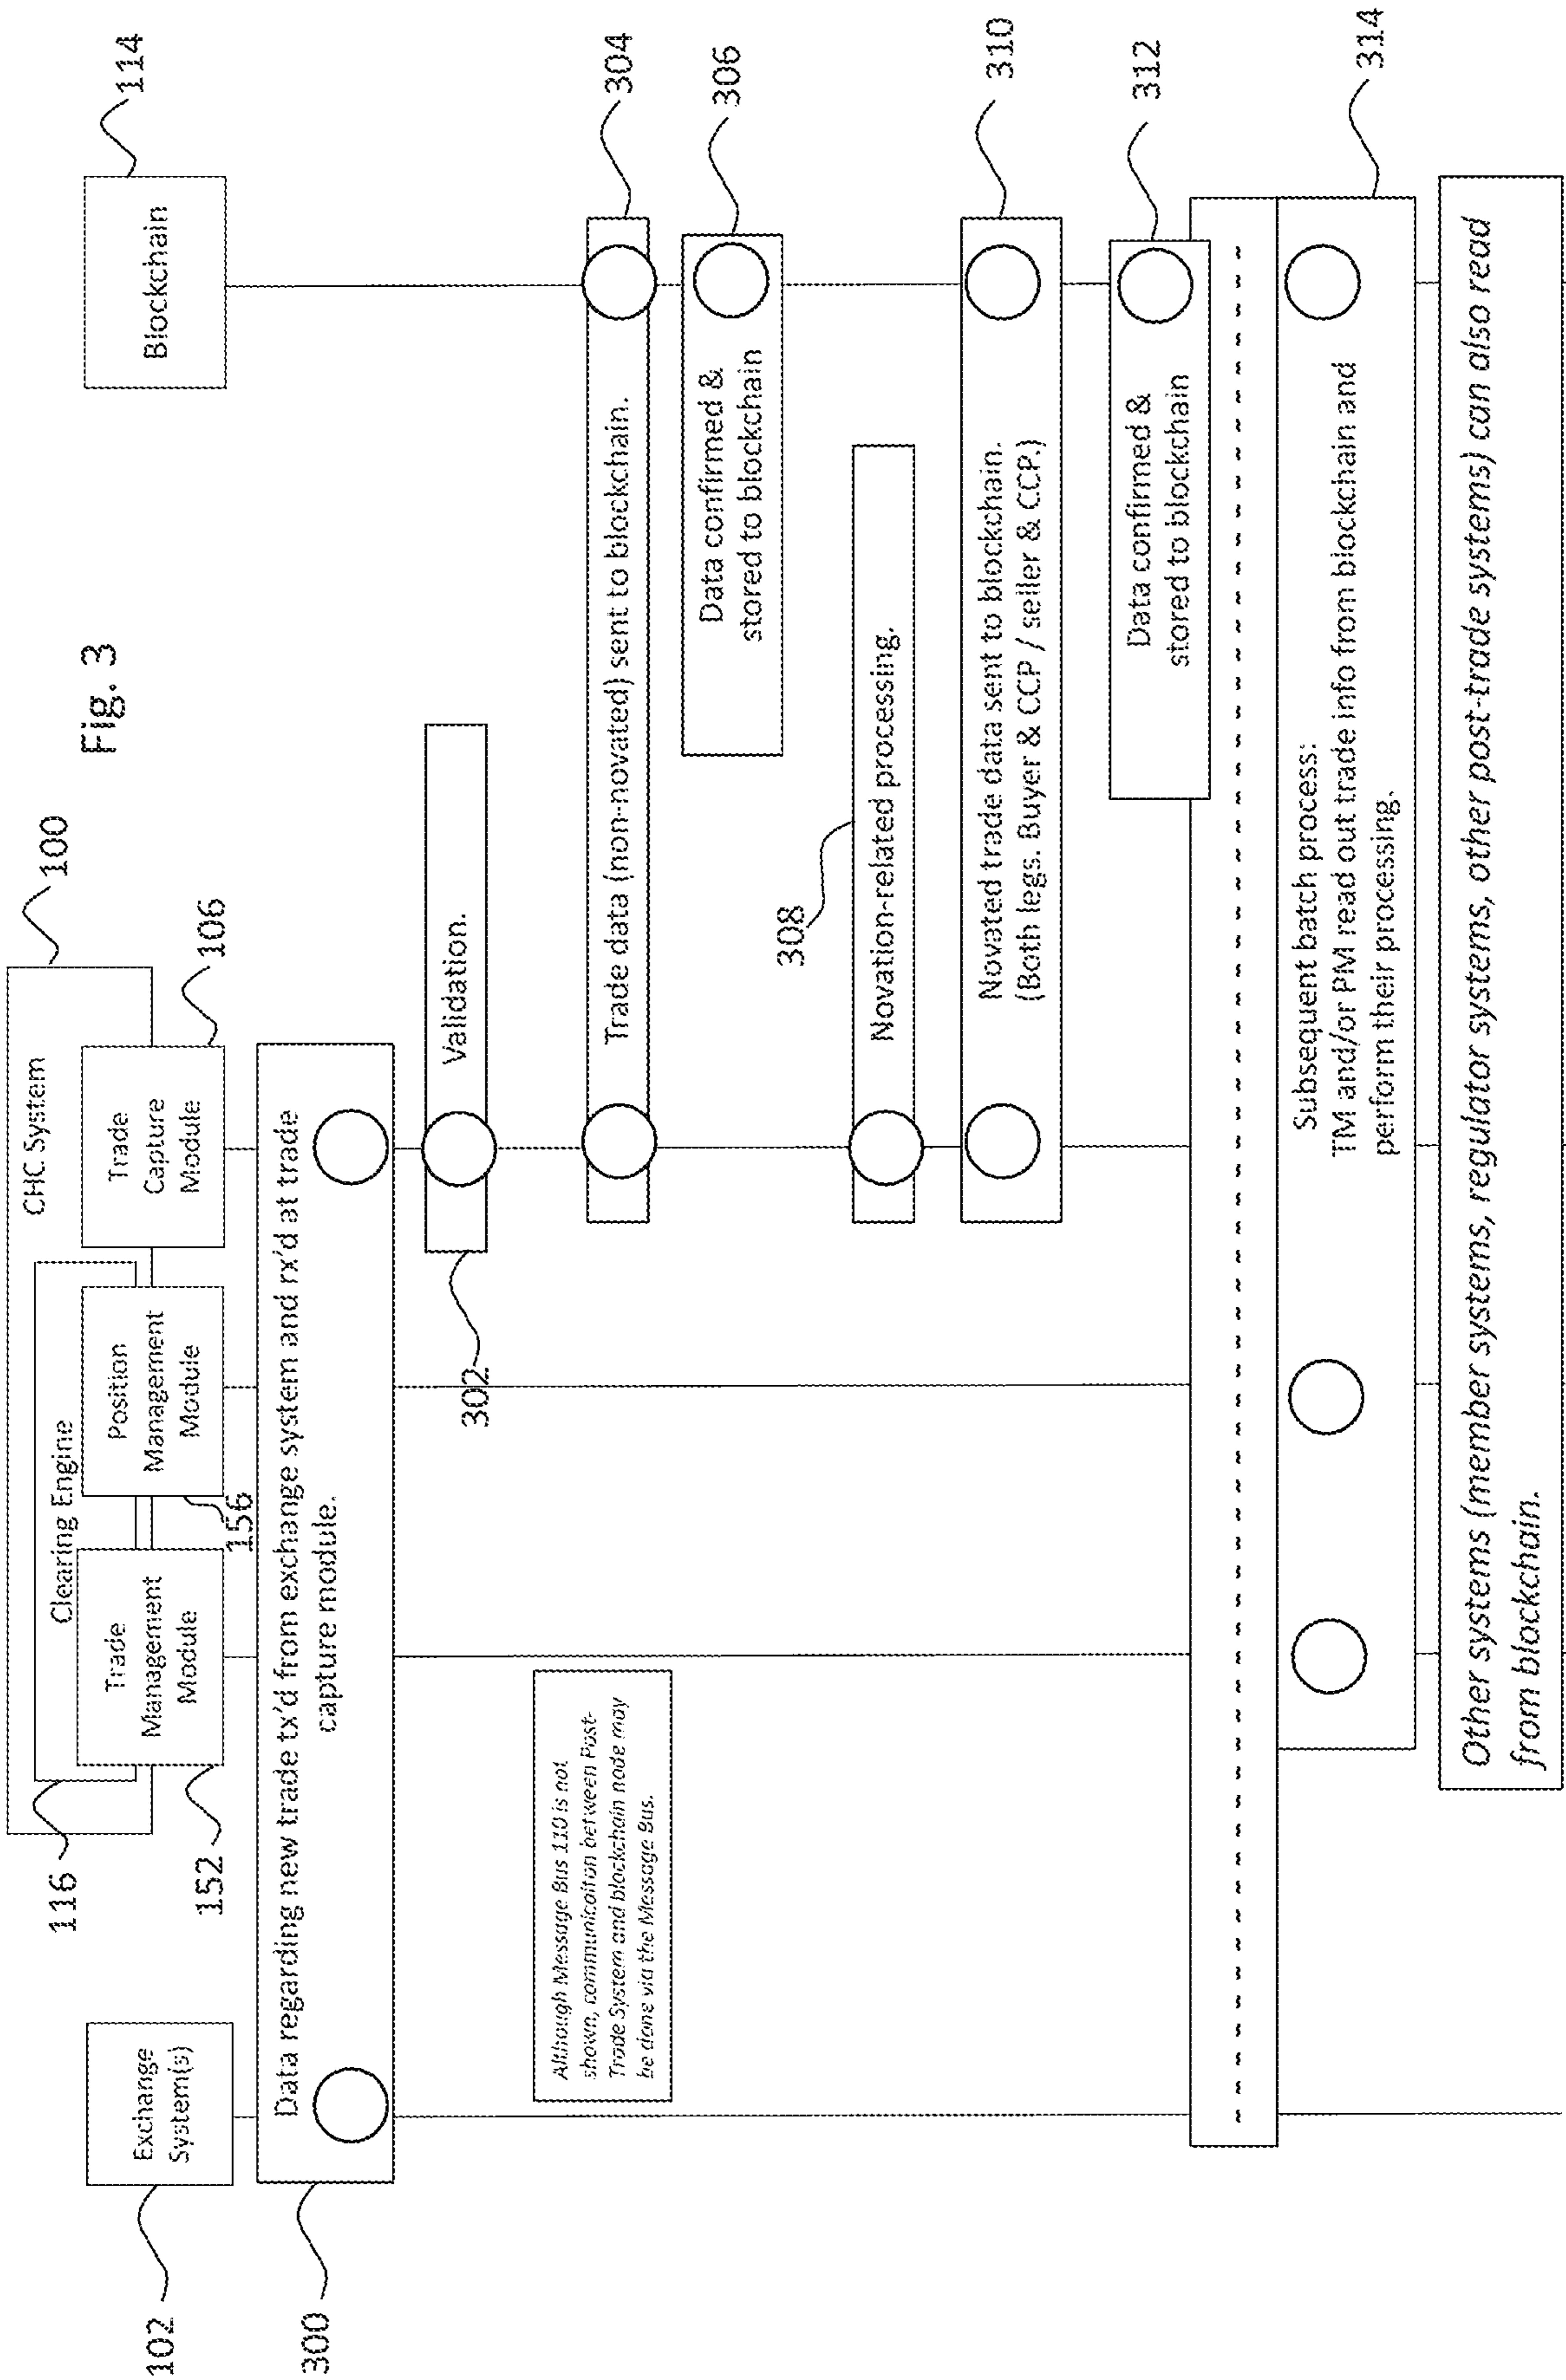 Fig. 3
100
CHC System
116
Clearing Engine
102
Exchange
System(s)
152
Trade
Management
Module
156
Position
Management
Module
106
Trade
Capture
Module
114
Blockchain
300
Data regarding new trade tx'd from exchange system and rx'd at trade
capture module.
302
Validation.
304
Trade data (non-novated) sent to blockchain.
Although Message Bus 110 is not
shown, communicaiton between Post-
Trade System and blockchain node may
be done via the Message Bus.
306
Data confirmed &
stored to blockchain
308
Novation-related processing.
310
Novated trade data sent to blockchain.
(Both legs. Buyer & CCP / seller & CCP.)
312
Data confirmed &
stored to blockchain
314
Subsequent batch process:
TM and/or PM read out trade info from blockchain and
perform their processing.
Other systems (member systems, regulator systems, other post-trade systems) can also read
from blockchain.